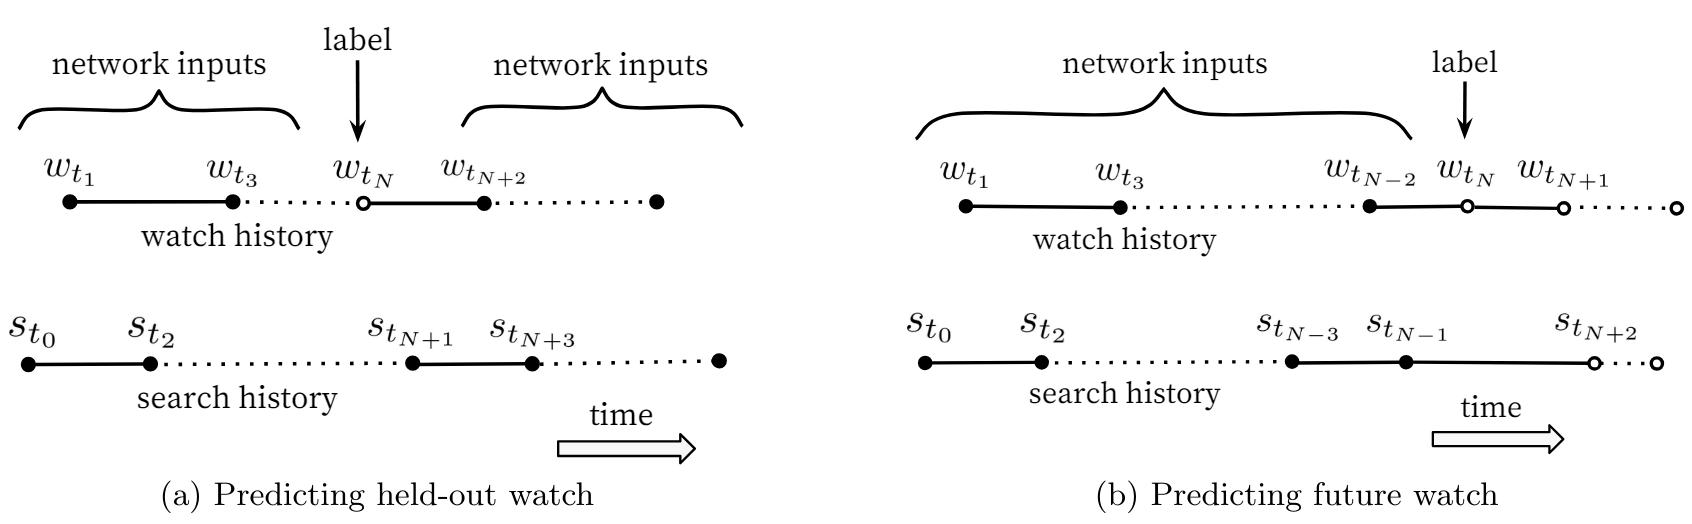 label
network inputs
network inputs
w_{t_1} w_{t_3} w_{t_N} w_{t_{N+2}}
watch history
s_{t_0} s_{t_2} s_{t_{N+1}} s_{t_{N+3}}
search history
time
(a) Predicting held-out watch
label
network inputs
w_{t_1} w_{t_3} w_{t_{N-2}} w_{t_N} w_{t_{N+1}}
watch history
s_{t_0} s_{t_2} s_{t_{N-3}} s_{t_{N-1}} s_{t_{N+2}}
search history
time
(b) Predicting future watch